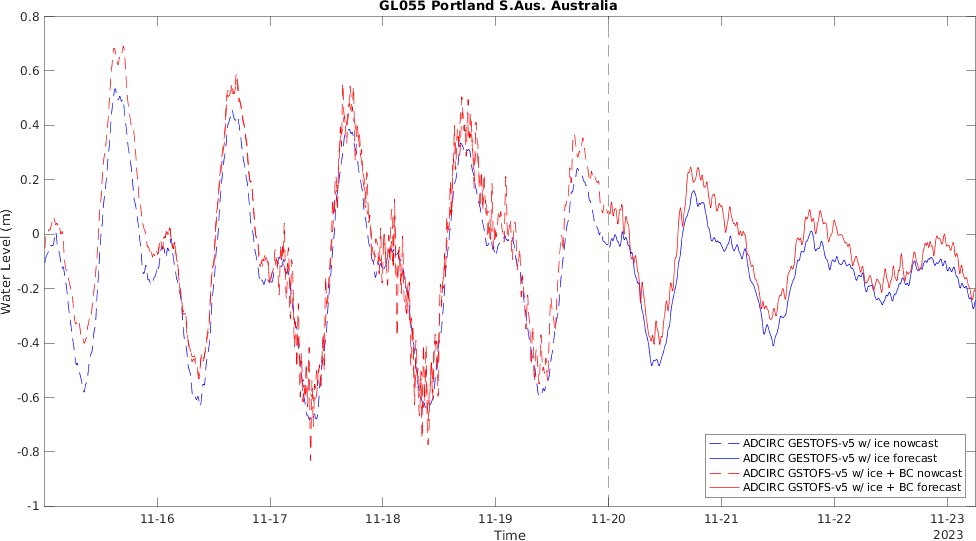 GL055 Portland S.Aus. Australia
Water Level (m)
0.8
0.6
0.4
0.2
0
-0.2
-0.4
-0.6
-0.8
-1
11-16
11-17
11-18
11-19
11-20
11-21
11-22
11-23
Time
2023
ADCIRC GESTOFS-v5 w/ ice nowcast
ADCIRC GESTOFS-v5 w/ ice forecast
ADCIRC GSTOFS-v5 w/ ice + BC nowcast
ADCIRC GSTOFS-v5 w/ ice + BC forecast